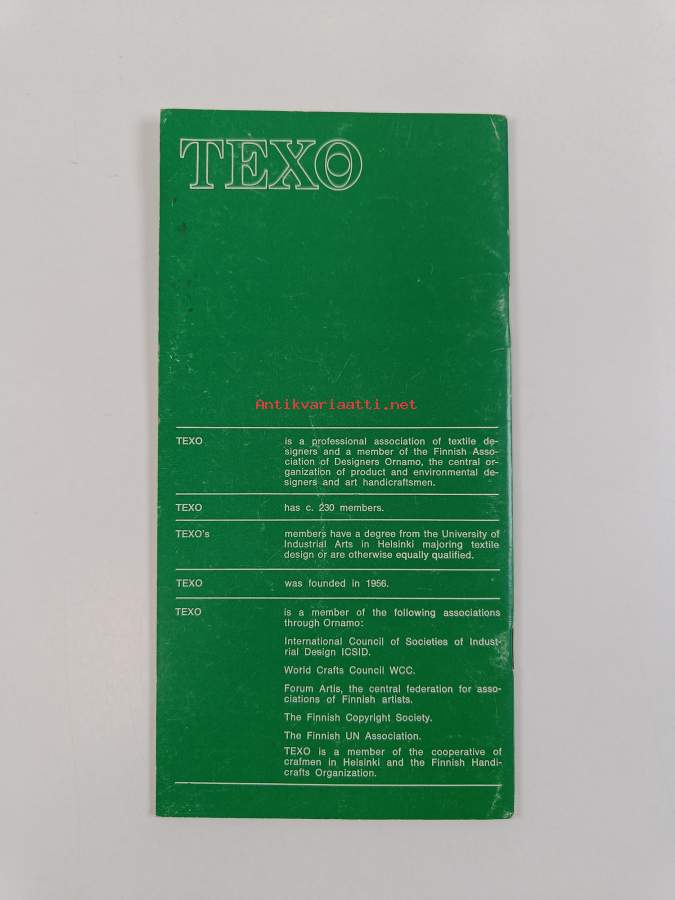 TEXO
Antikvariaatti.net
TEXO is a professional association of textile de-
signers and a member of the Finnish Asso-
ciation of Designers Ornamo, the central or-
ganization of product and environmental de-
signers and art handicraftsmen.
TEXO has c. 230 members.
TEXO's members have a degree from the University of
Industrial Arts in Helsinki majoring textile
design or are otherwise equally qualified.
TEXO was founded in 1956.
TEXO is a member of the following associations
through Ornamo:
International Council of Societies of Indust-
rial Design ICSID.
World Crafts Council WCC.
Forum Artis, the central federation for asso-
ciations of Finnish artists.
The Finnish Copyright Society.
The Finnish UN Association.
TEXO is a member of the cooperative of
crafmen in Helsinki and the Finnish Handi-
crafts Organization.